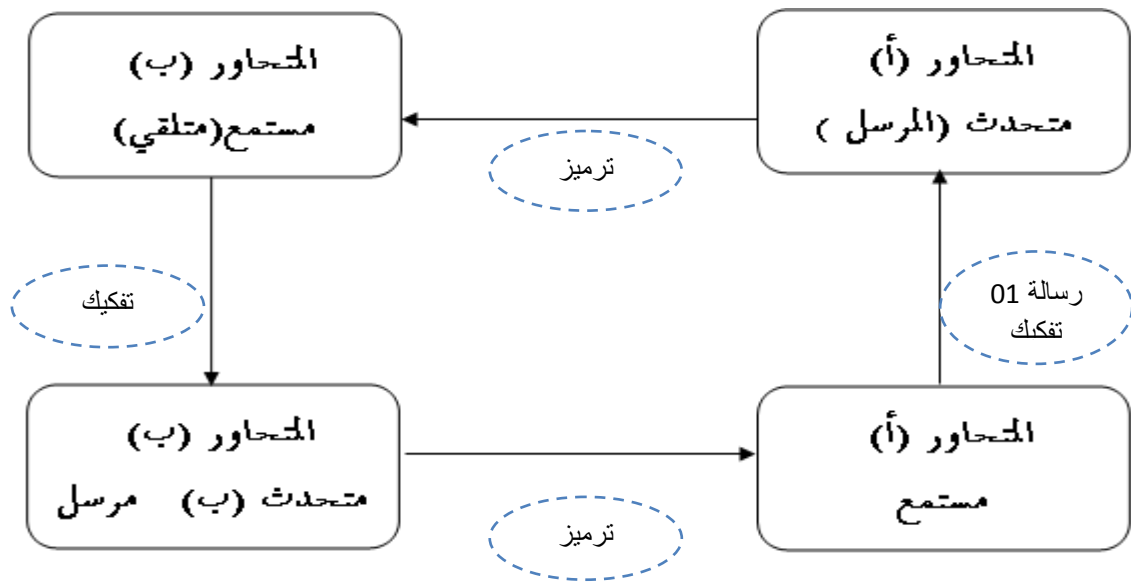 المتحاور (أ)
متحدث (المرسل )
المتحاور (ب)
مستمع(متلقي)
ترميز
رسالة 01
تفكيك
تفكيك
المتحاور (ب)
متحدث (ب) مرسل
المتحاور (أ)
مستمع
ترميز